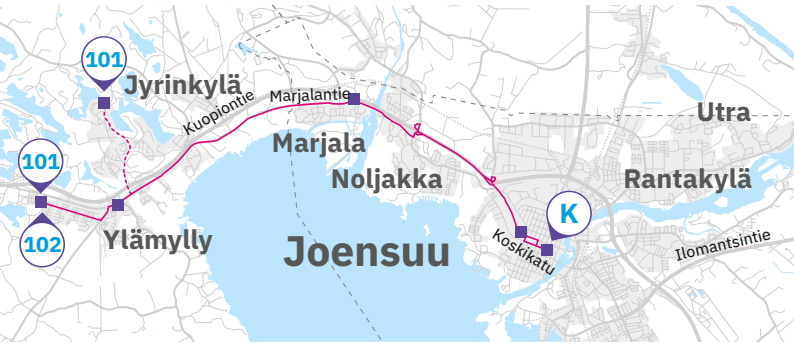 101
Jyrinkylä
Kuopiontie
Marjalantie
Utra
Marjala
101
Noljakka
Rantakylä
K
102
Ylämylly
Joensuu
Koskikatu
Ilomantsintie